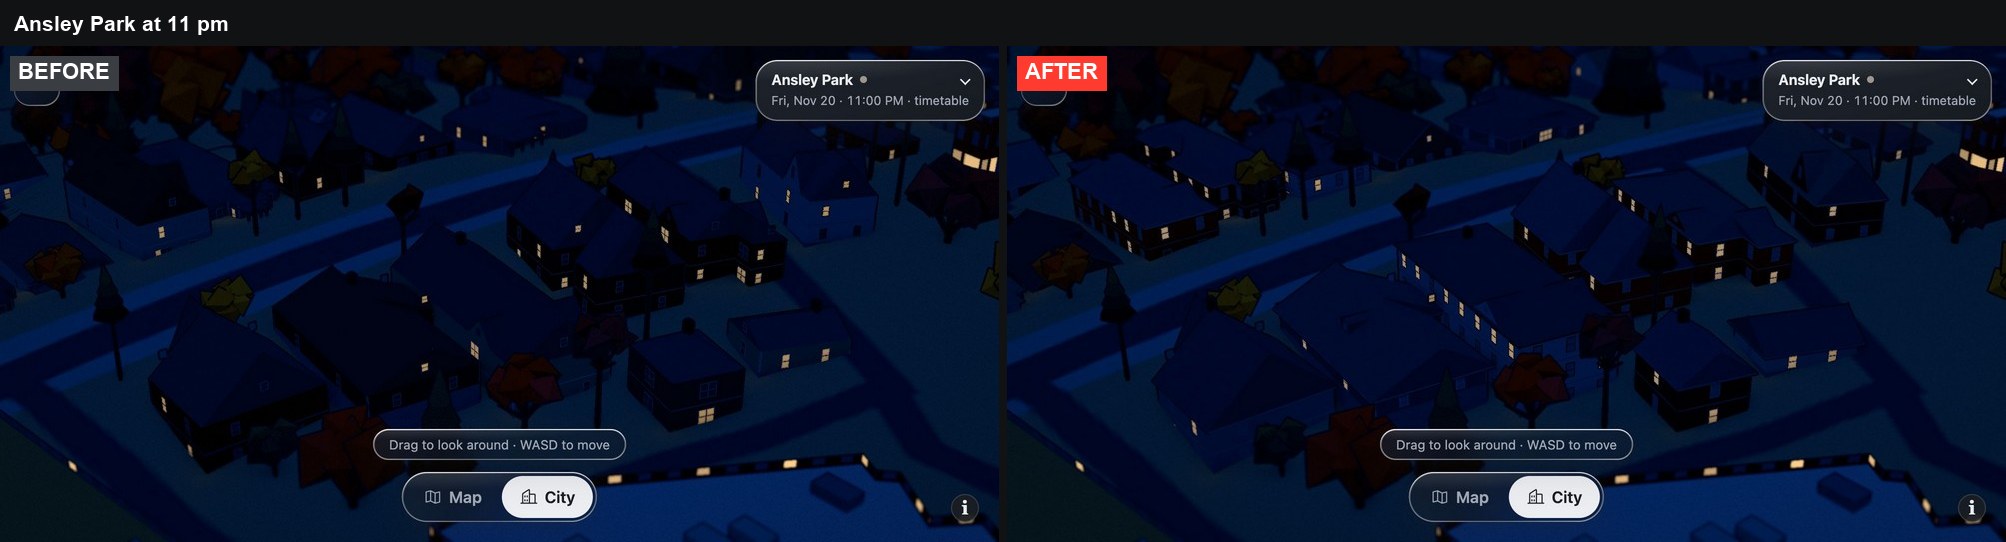 Ansley Park at 11 pm
BEFORE
Ansley Park
Fri, Nov 20 · 11:00 PM · timetable
Drag to look around · WASD to move
Map
City
i
AFTER
Ansley Park
Fri, Nov 20 · 11:00 PM · timetable
Drag to look around · WASD to move
Map
City
i